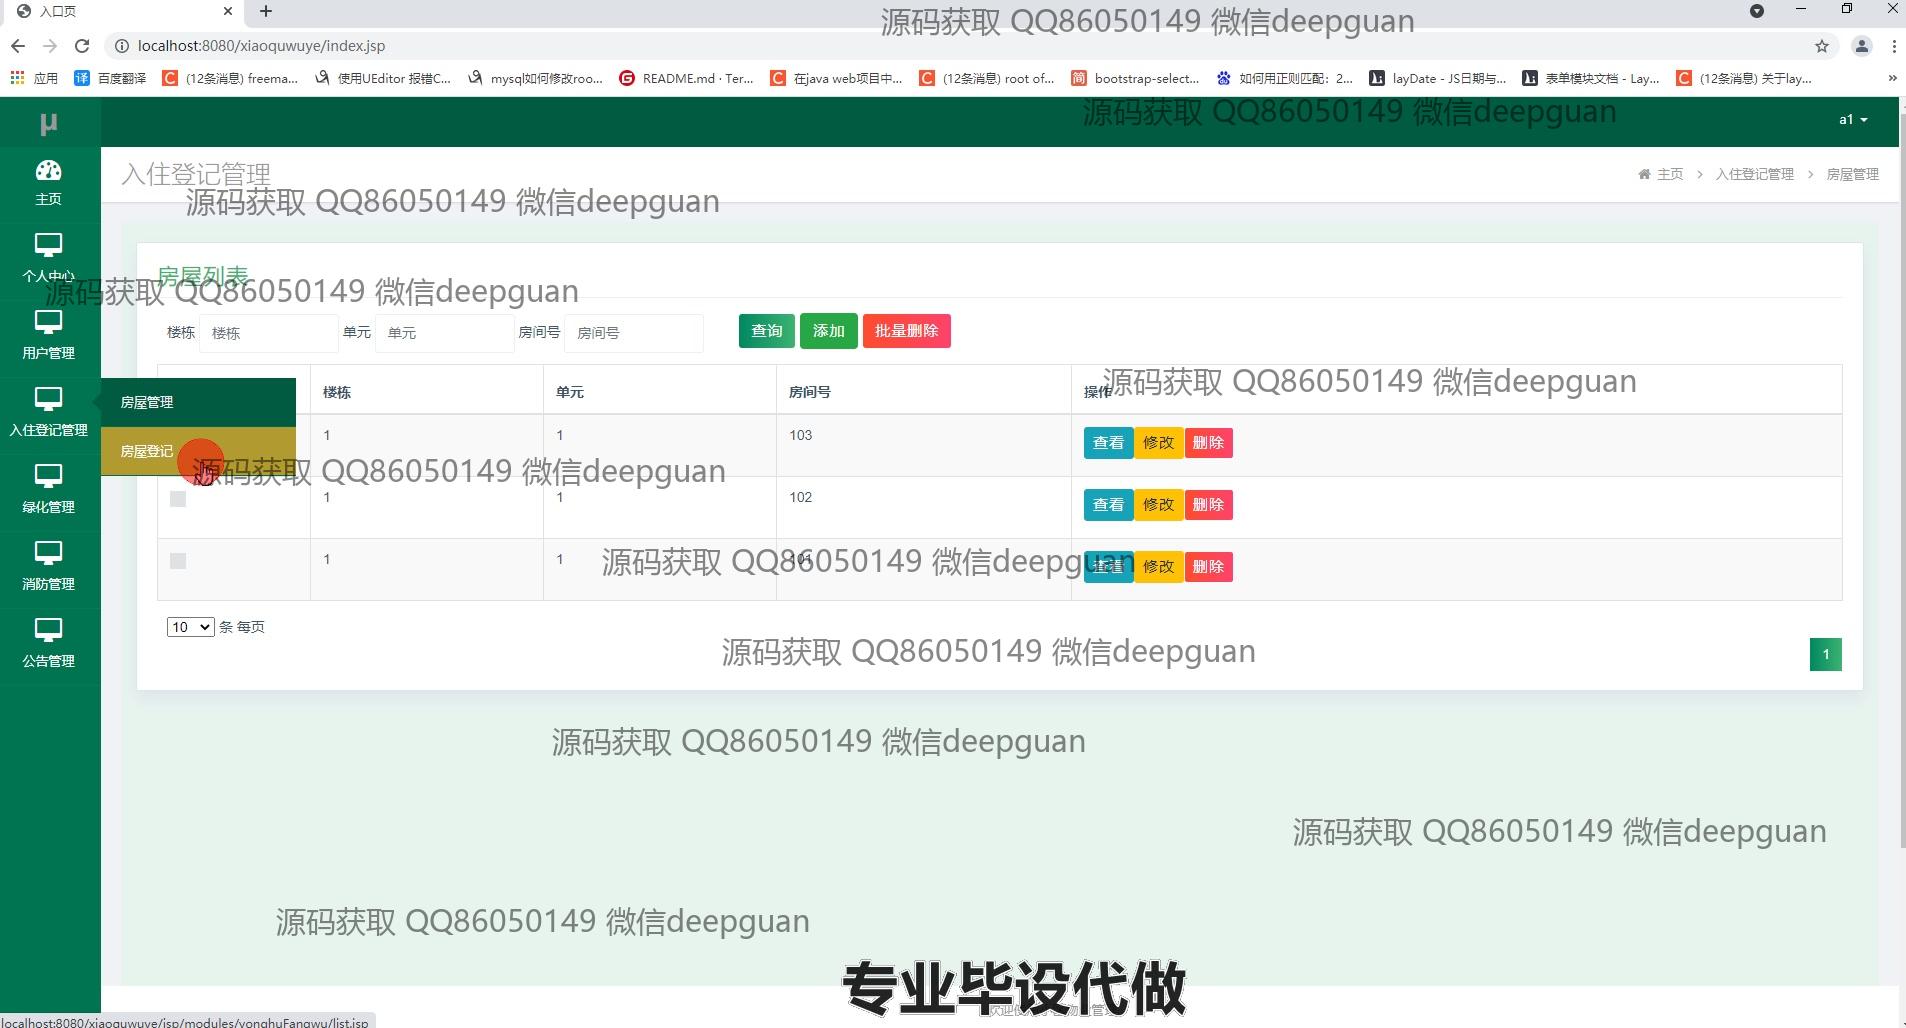 入口页
源码获取 QQ86050149 微信deepguan
localhost:8080/xiaoquwuye/index.jsp
应用 百度翻译 (12条消息) freema... 使用UEditor 报错C... mysql如何修改roo... README.md · Ter... 在java web项目中... (12条消息) root of... bootstrap-select... 如何用正则匹配：2... layDate - JS日期与... 表单模块文档 - Lay... (12条消息) 关于lay... »
μ
源码获取 QQ86050149 微信deepguan
a1
入住登记管理
主页 > 入住登记管理 > 房屋管理
源码获取 QQ86050149 微信deepguan
主页
个人中心
房屋列表
源码获取 QQ86050149 微信deepguan
楼栋 楼栋 单元 单元 房间号 房间号 查询 添加 批量删除
用户管理
楼栋 单元 房间号 操作
源码获取 QQ86050149 微信deepguan
房屋管理
入住登记管理
1 1 103 查看 修改 删除
房屋登记
源码获取 QQ86050149 微信deepguan
1 1 102 查看 修改 删除
绿化管理
1 1 101 查看 修改 删除
源码获取 QQ86050149 微信deepguan
消防管理
10 条 每页
公告管理
源码获取 QQ86050149 微信deepguan
1
源码获取 QQ86050149 微信deepguan
源码获取 QQ86050149 微信deepguan
源码获取 QQ86050149 微信deepguan
专业毕设代做
localhost:8080/xiaoquwuye/jsp/modules/yonghuFangwu/list.jsp